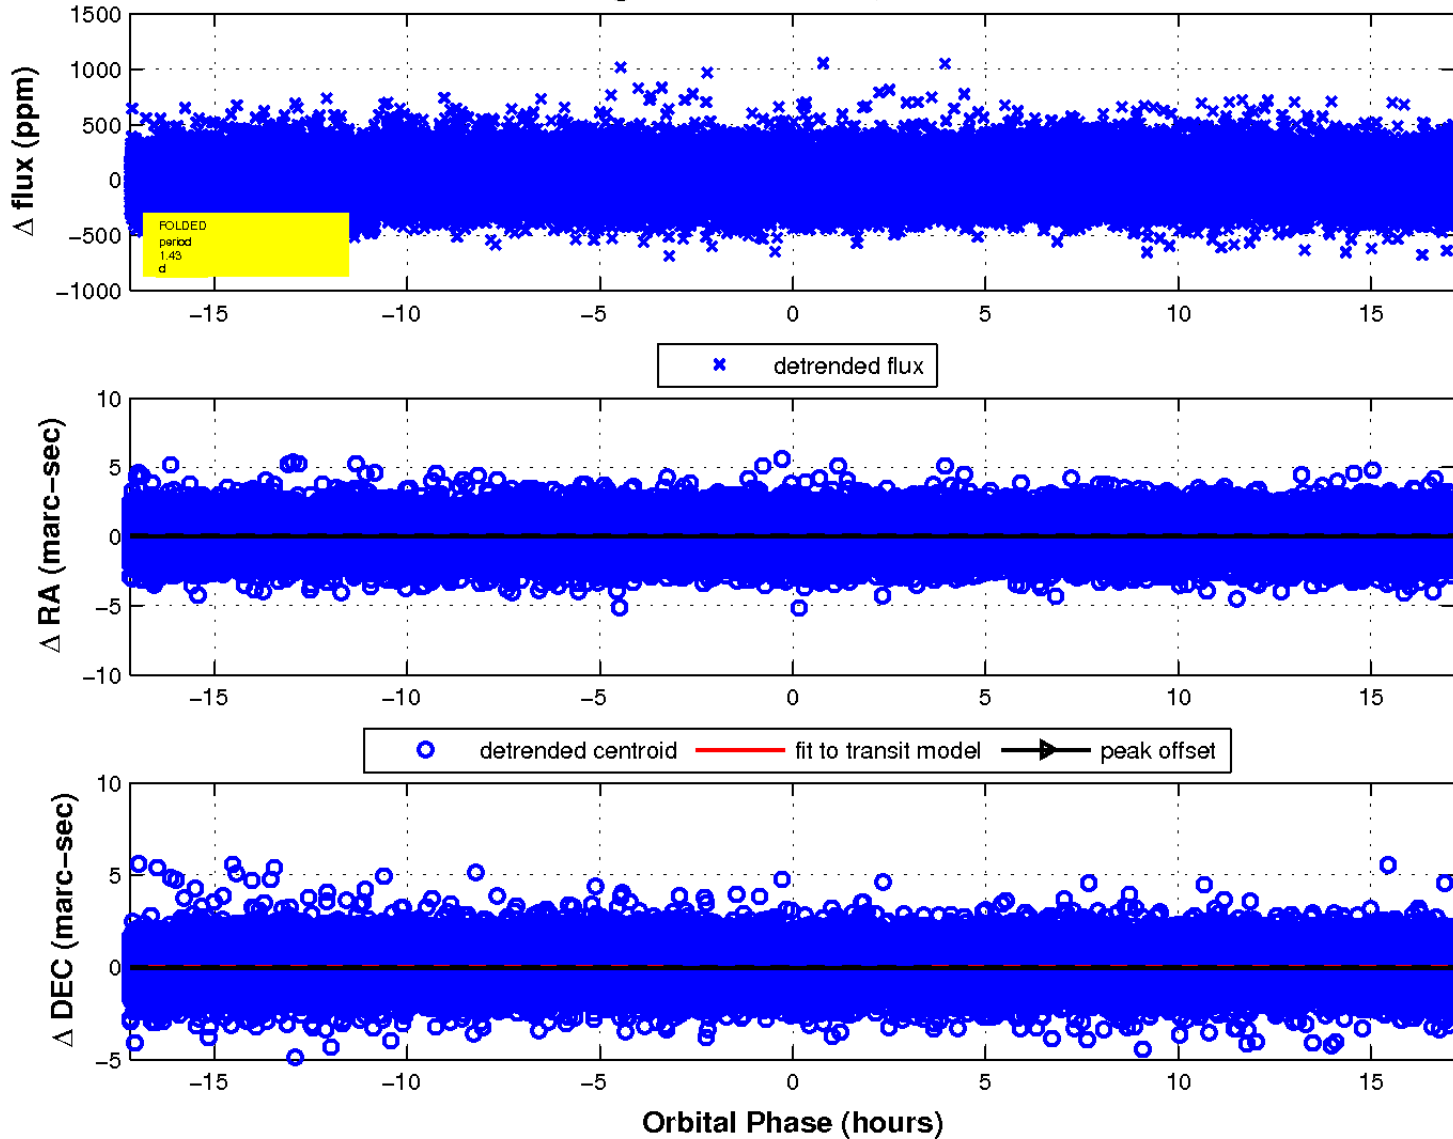 1500
1000
500
0
−500
−1000
Δ flux (ppm)
FOLDED
period
1.43
d
−15 −10 −5 0 5 10 15
detrended flux
10
5
0
−5
−10
Δ RA (marc−sec)
−15 −10 −5 0 5 10 15
detrended centroid fit to transit model peak offset
10
5
0
−5
Δ DEC (marc−sec)
−15 −10 −5 0 5 10 15
Orbital Phase (hours)